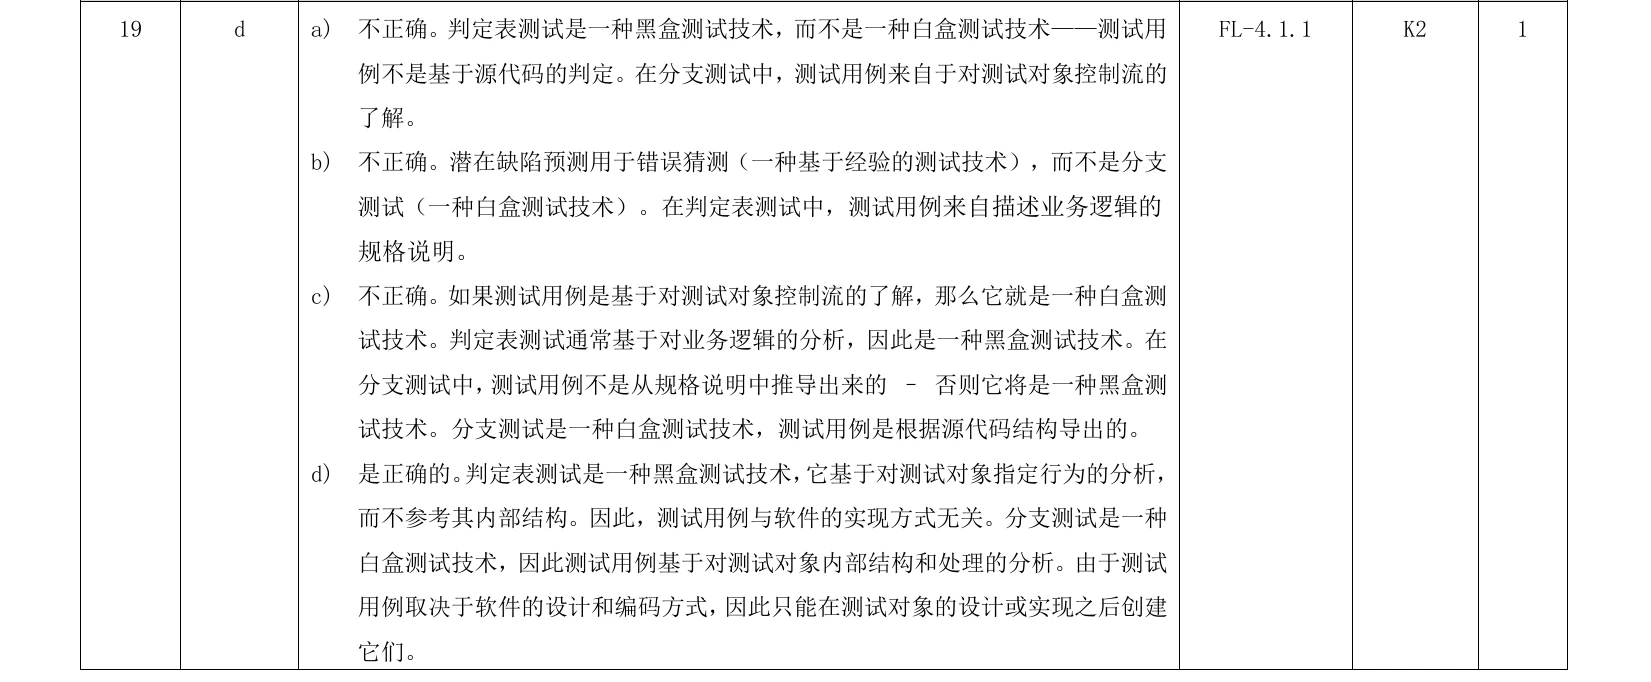 19 d a) 不正确。判定表测试是一种黑盒测试技术，而不是一种白盒测试技术——测试用 FL-4.1.1 K2 1
例不是基于源代码的判定。在分支测试中，测试用例来自于对测试对象控制流的
了解。
b) 不正确。潜在缺陷预测用于错误猜测（一种基于经验的测试技术），而不是分支
测试（一种白盒测试技术）。在判定表测试中，测试用例来自描述业务逻辑的
规格说明。
c) 不正确。如果测试用例是基于对测试对象控制流的了解，那么它就是一种白盒测
试技术。判定表测试通常基于对业务逻辑的分析，因此是一种黑盒测试技术。在
分支测试中，测试用例不是从规格说明中推导出来的 – 否则它将是一种黑盒测
试技术。分支测试是一种白盒测试技术，测试用例是根据源代码结构导出的。
d) 是正确的。判定表测试是一种黑盒测试技术，它基于对测试对象指定行为的分析，
而不参考其内部结构。因此，测试用例与软件的实现方式无关。分支测试是一种
白盒测试技术，因此测试用例基于对测试对象内部结构和处理的分析。由于测试
用例取决于软件的设计和编码方式，因此只能在测试对象的设计或实现之后创建
它们。